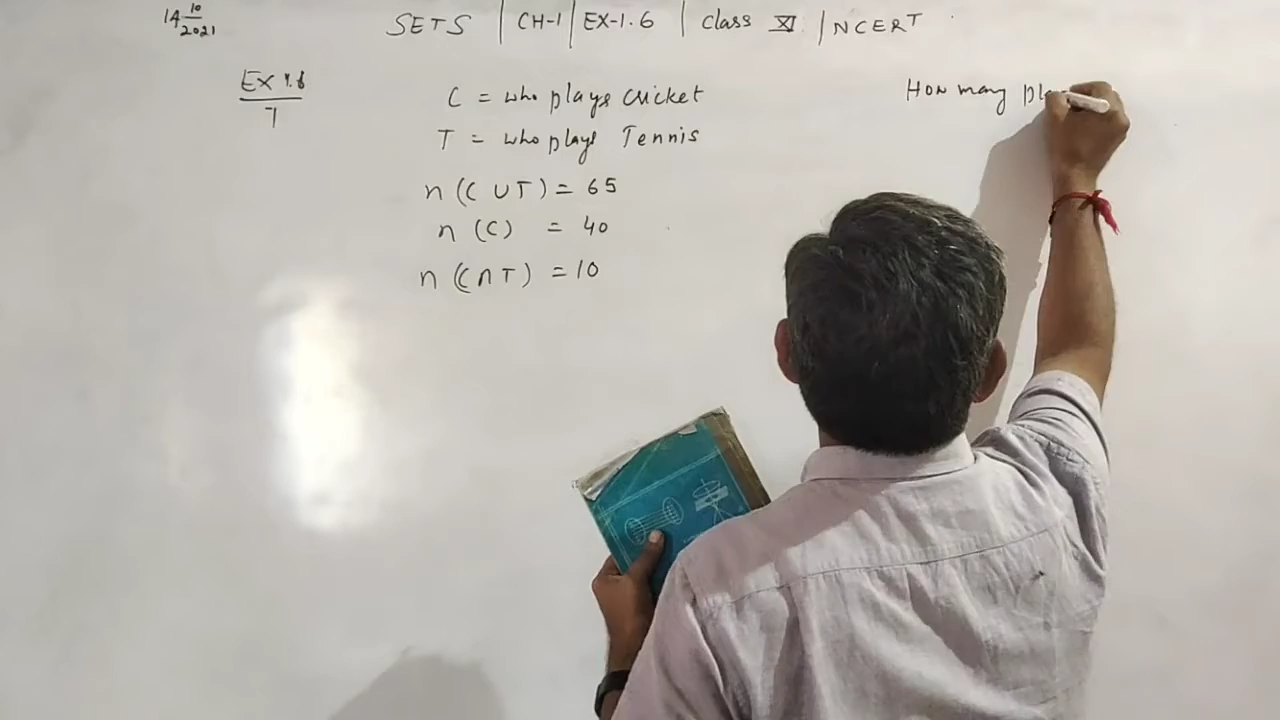 14 10/2021
SETS | CH-1 | EX-1.6 | Class XI | NCERT
Ex 1.6
7
C = who plays Cricket
T = who plays Tennis
n (C ∪ T) = 65
n (C) = 40
n (C ∩ T) = 10
How many